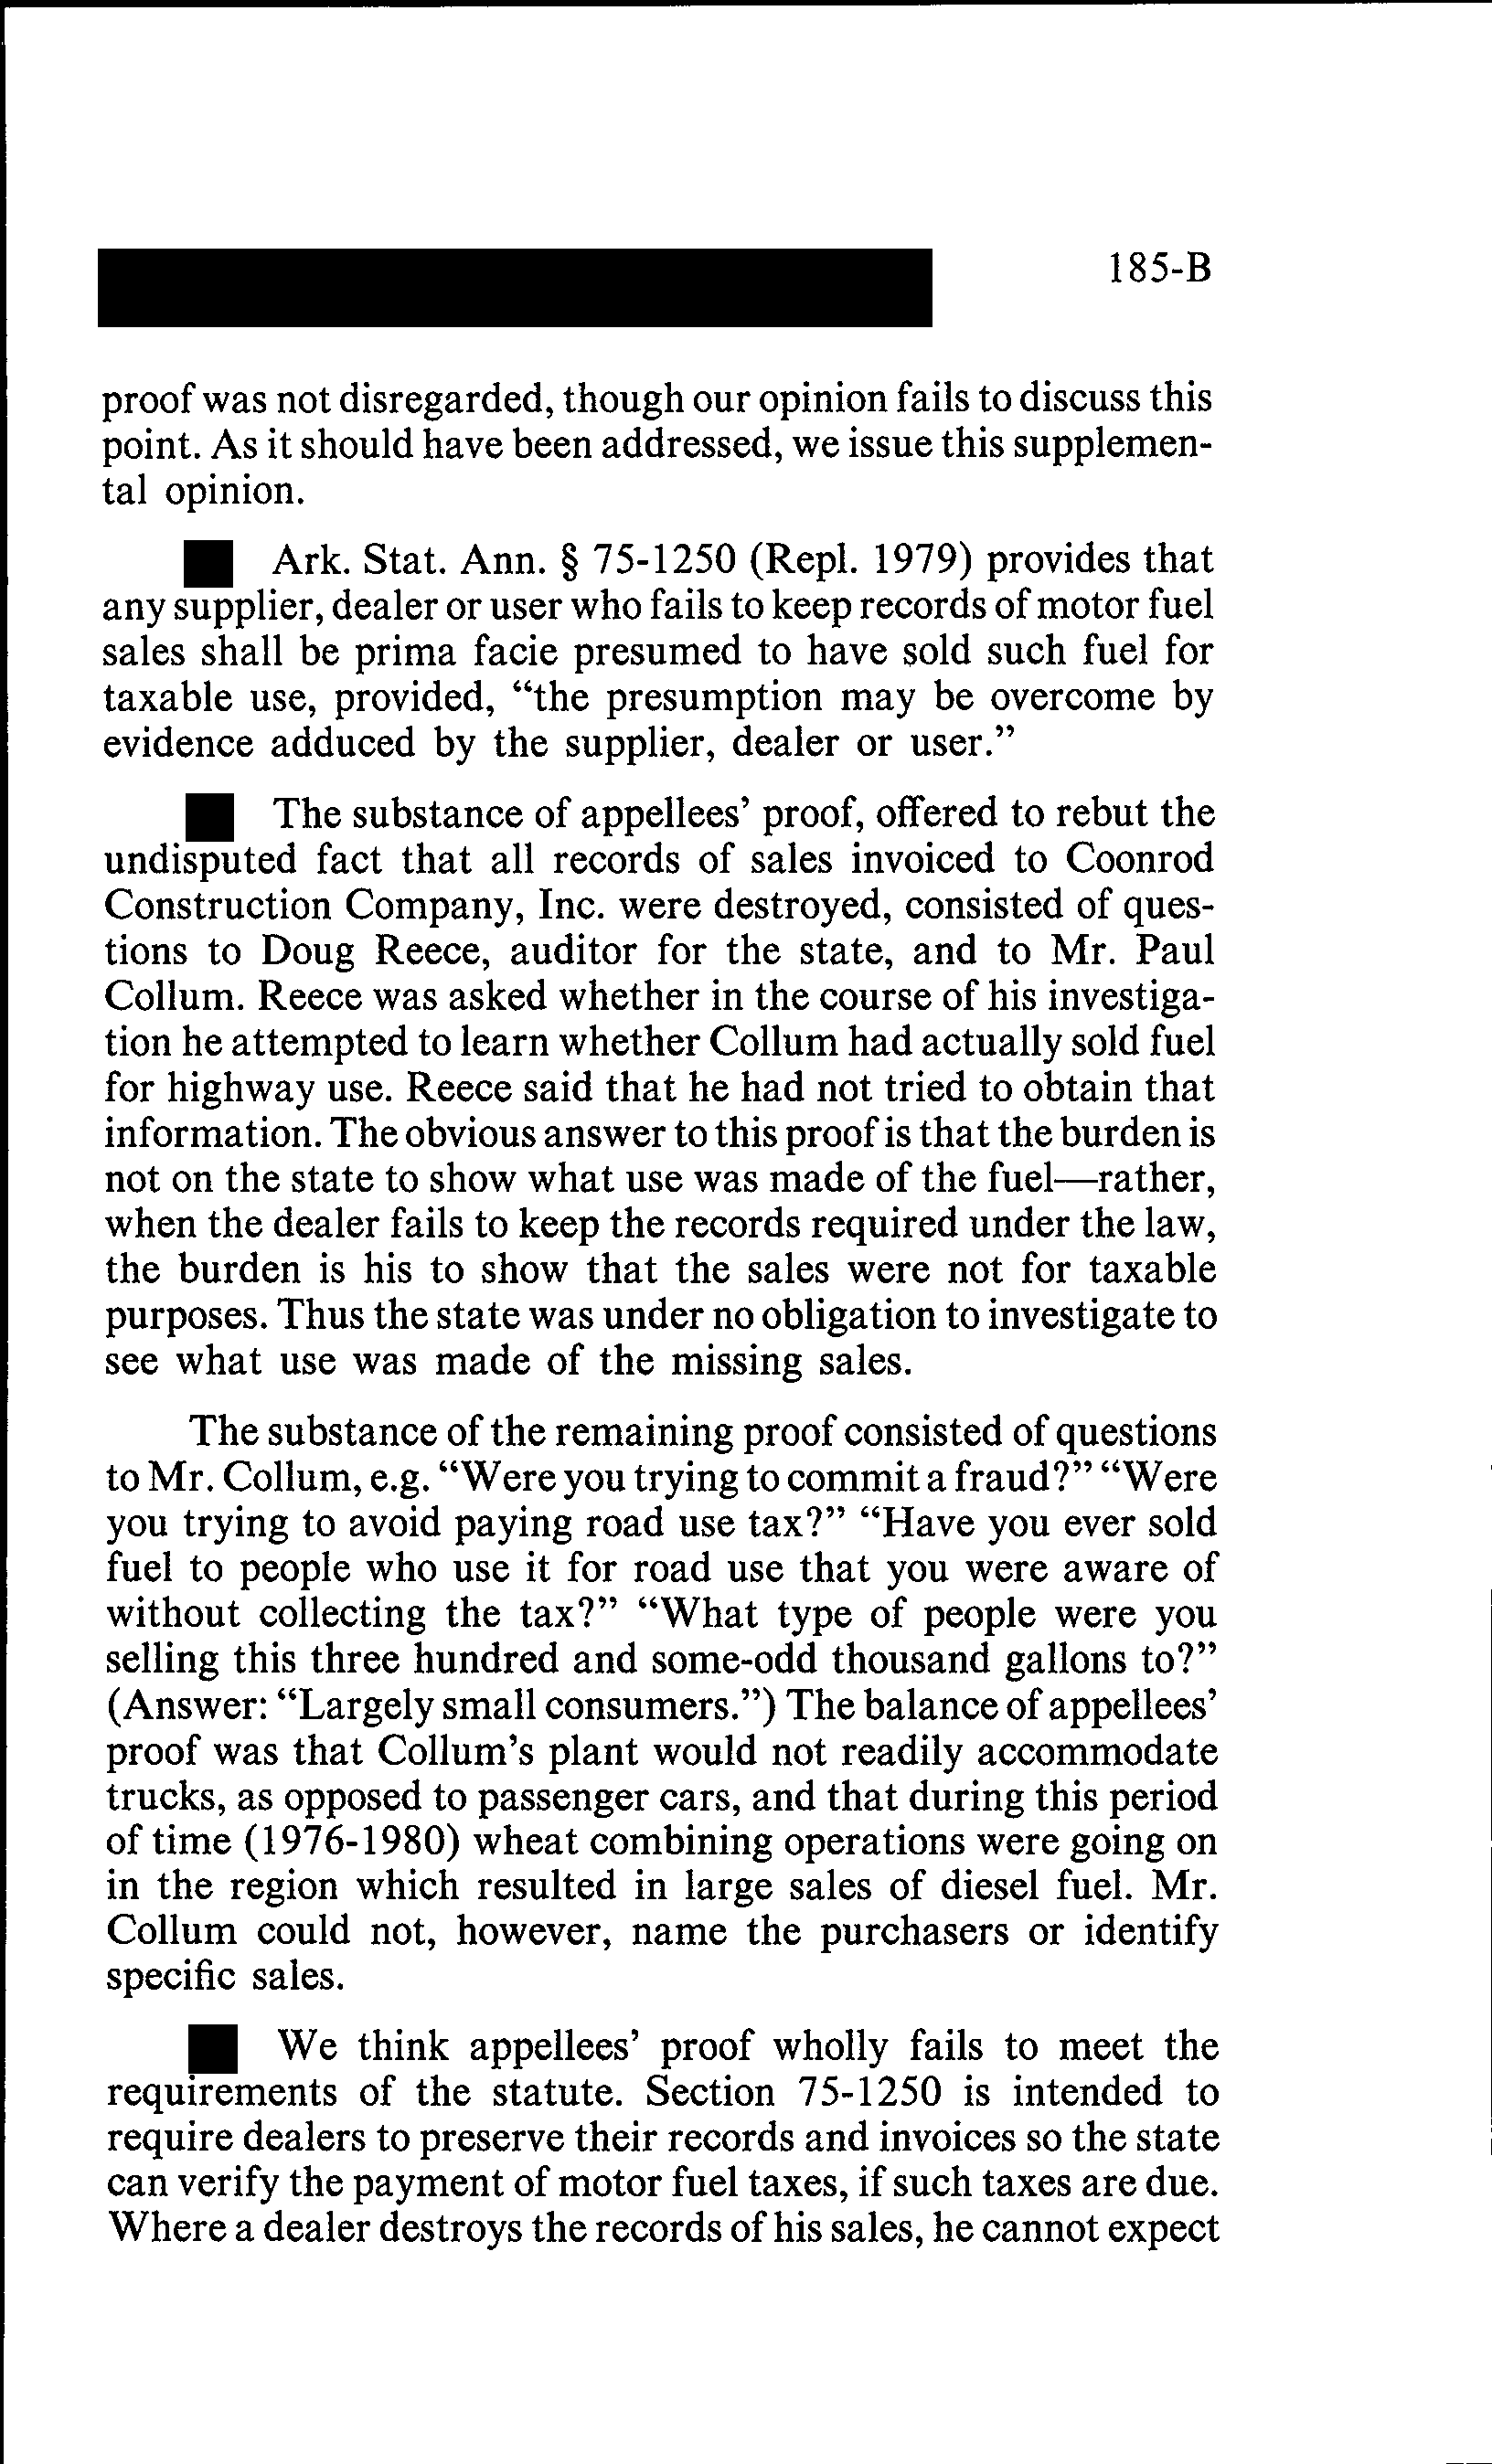 185-B
proof was not disregarded, though our opinion fails to discuss this
point. As it should have been addressed, we issue this supplemen-
tal opinion.
Ark. Stat. Ann. § 75-1250 (Repl. 1979) provides that
any supplier, dealer or user who fails to keep records of motor fuel
sales shall be prima facie presumed to have sold such fuel for
taxable use, provided, “the presumption may be overcome by
evidence adduced by the supplier, dealer or user.”
The substance of appellees’ proof, offered to rebut the
undisputed fact that all records of sales invoiced to Coonrod
Construction Company, Inc. were destroyed, consisted of ques-
tions to Doug Reece, auditor for the state, and to Mr. Paul
Collum. Reece was asked whether in the course of his investiga-
tion he attempted to learn whether Collum had actually sold fuel
for highway use. Reece said that he had not tried to obtain that
information. The obvious answer to this proof is that the burden is
not on the state to show what use was made of the fuel—rather,
when the dealer fails to keep the records required under the law,
the burden is his to show that the sales were not for taxable
purposes. Thus the state was under no obligation to investigate to
see what use was made of the missing sales.
The substance of the remaining proof consisted of questions
to Mr. Collum, e.g. “Were you trying to commit a fraud?” “Were
you trying to avoid paying road use tax?” “Have you ever sold
fuel to people who use it for road use that you were aware of
without collecting the tax?” “What type of people were you
selling this three hundred and some-odd thousand gallons to?”
(Answer: “Largely small consumers.”) The balance of appellees’
proof was that Collum’s plant would not readily accommodate
trucks, as opposed to passenger cars, and that during this period
of time (1976-1980) wheat combining operations were going on
in the region which resulted in large sales of diesel fuel. Mr.
Collum could not, however, name the purchasers or identify
specific sales.
We think appellees’ proof wholly fails to meet the
requirements of the statute. Section 75-1250 is intended to
require dealers to preserve their records and invoices so the state
can verify the payment of motor fuel taxes, if such taxes are due.
Where a dealer destroys the records of his sales, he cannot expect